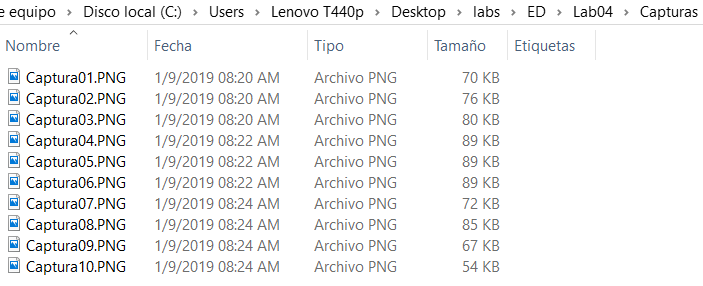 e equipo > Disco local (C:) > Users > Lenovo T440p > Desktop > labs > ED > Lab04 > Capturas
Nombre Fecha Tipo Tamaño Etiquetas
Captura01.PNG 1/9/2019 08:20 AM Archivo PNG 70 KB
Captura02.PNG 1/9/2019 08:20 AM Archivo PNG 76 KB
Captura03.PNG 1/9/2019 08:20 AM Archivo PNG 80 KB
Captura04.PNG 1/9/2019 08:22 AM Archivo PNG 89 KB
Captura05.PNG 1/9/2019 08:22 AM Archivo PNG 89 KB
Captura06.PNG 1/9/2019 08:22 AM Archivo PNG 89 KB
Captura07.PNG 1/9/2019 08:24 AM Archivo PNG 72 KB
Captura08.PNG 1/9/2019 08:24 AM Archivo PNG 85 KB
Captura09.PNG 1/9/2019 08:24 AM Archivo PNG 67 KB
Captura10.PNG 1/9/2019 08:24 AM Archivo PNG 54 KB